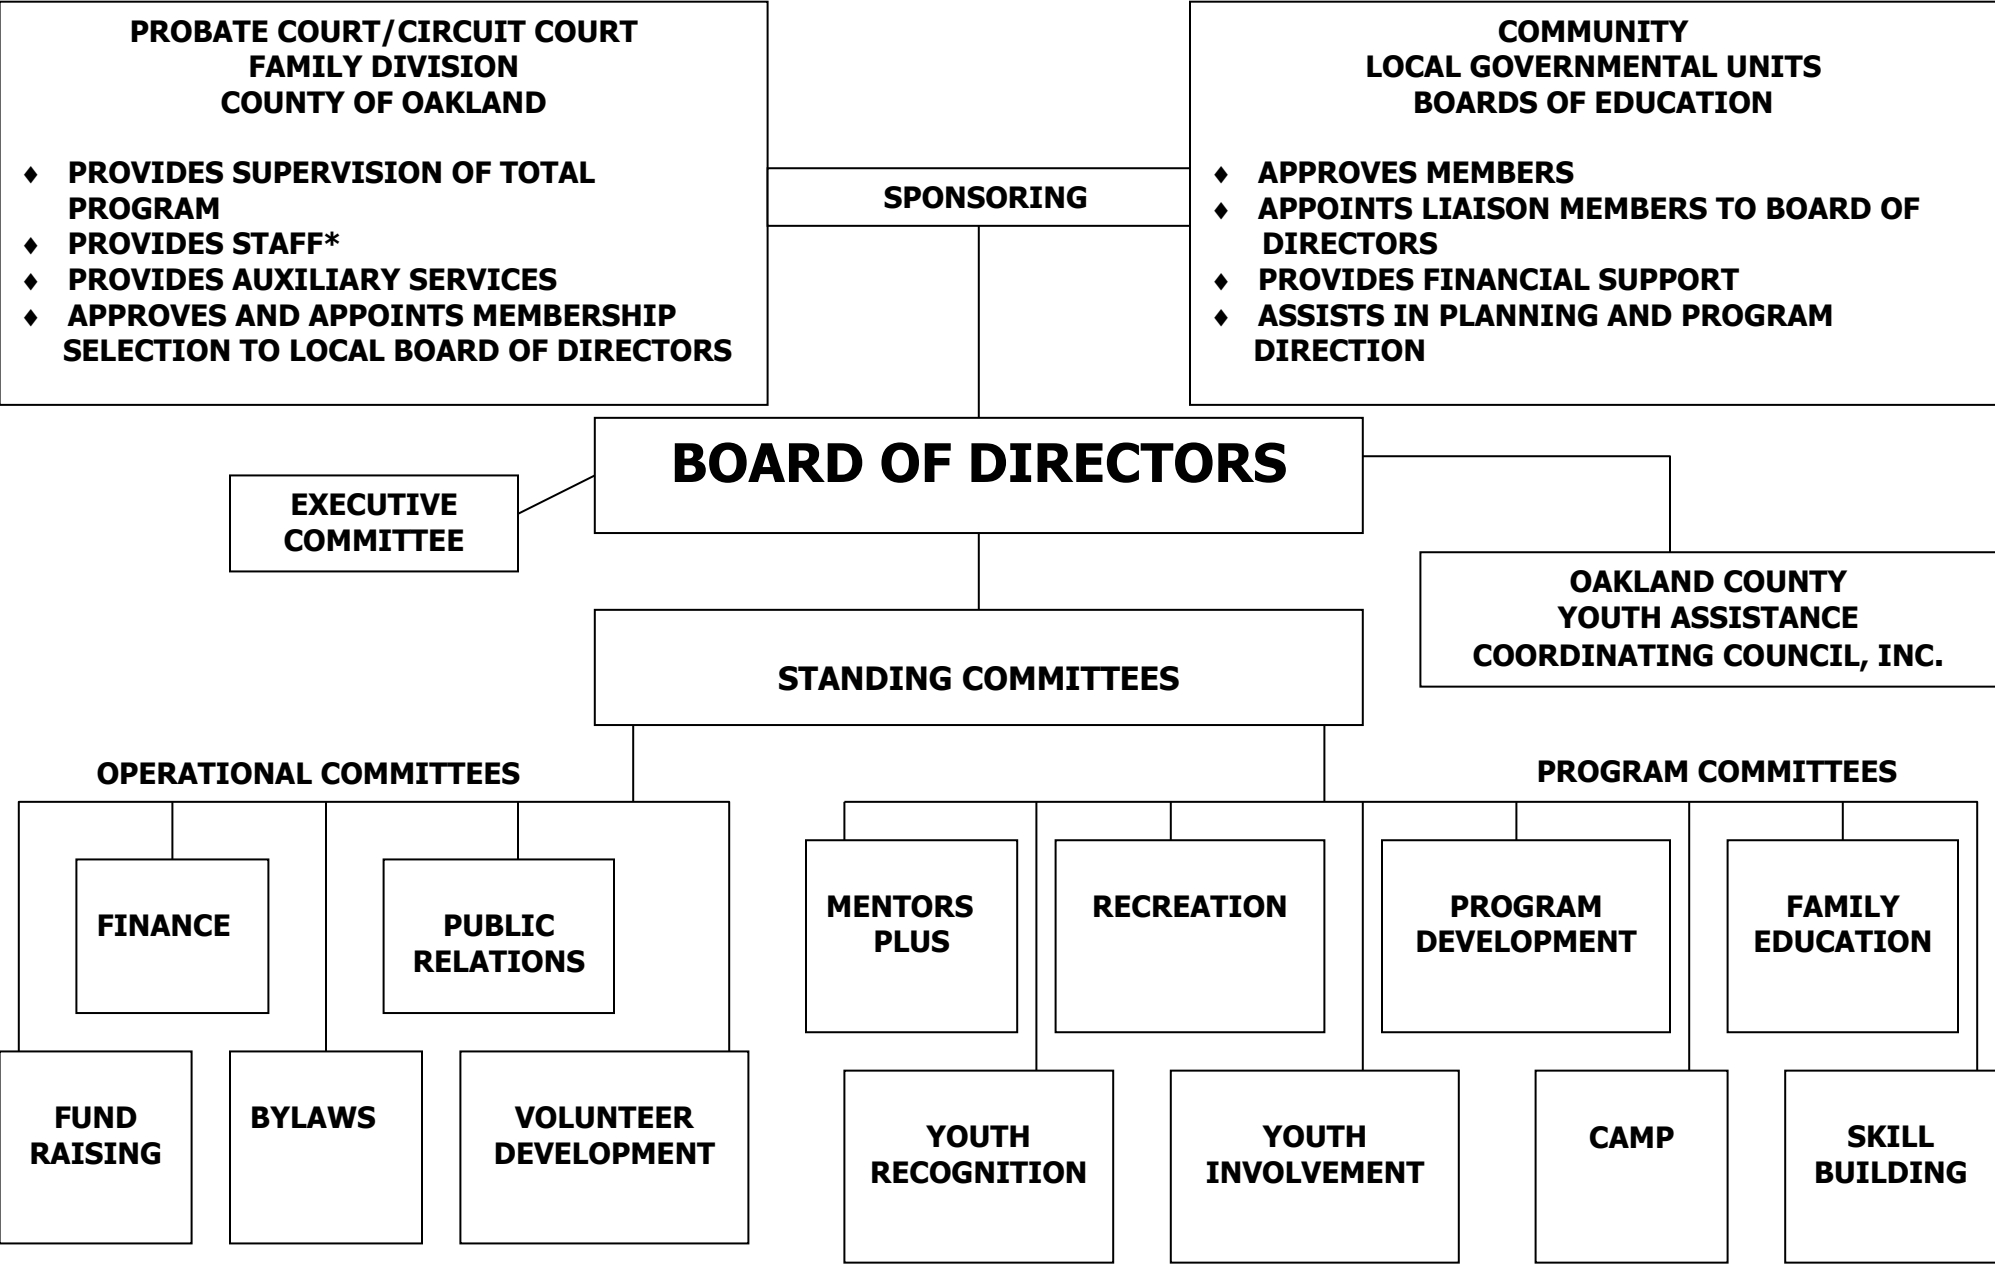 PROBATE COURT/CIRCUIT COURT
FAMILY DIVISION
COUNTY OF OAKLAND
♦ PROVIDES SUPERVISION OF TOTAL
PROGRAM
♦ PROVIDES STAFF*
♦ PROVIDES AUXILIARY SERVICES
♦ APPROVES AND APPOINTS MEMBERSHIP
SELECTION TO LOCAL BOARD OF DIRECTORS
SPONSORING
COMMUNITY
LOCAL GOVERNMENTAL UNITS
BOARDS OF EDUCATION
♦ APPROVES MEMBERS
♦ APPOINTS LIAISON MEMBERS TO BOARD OF
DIRECTORS
♦ PROVIDES FINANCIAL SUPPORT
♦ ASSISTS IN PLANNING AND PROGRAM
DIRECTION
BOARD OF DIRECTORS
EXECUTIVE
COMMITTEE
OAKLAND COUNTY
YOUTH ASSISTANCE
COORDINATING COUNCIL, INC.
STANDING COMMITTEES
OPERATIONAL COMMITTEES
FINANCE
PUBLIC
RELATIONS
FUND
RAISING
BYLAWS
VOLUNTEER
DEVELOPMENT
PROGRAM COMMITTEES
MENTORS
PLUS
RECREATION
PROGRAM
DEVELOPMENT
FAMILY
EDUCATION
YOUTH
RECOGNITION
YOUTH
INVOLVEMENT
CAMP
SKILL
BUILDING